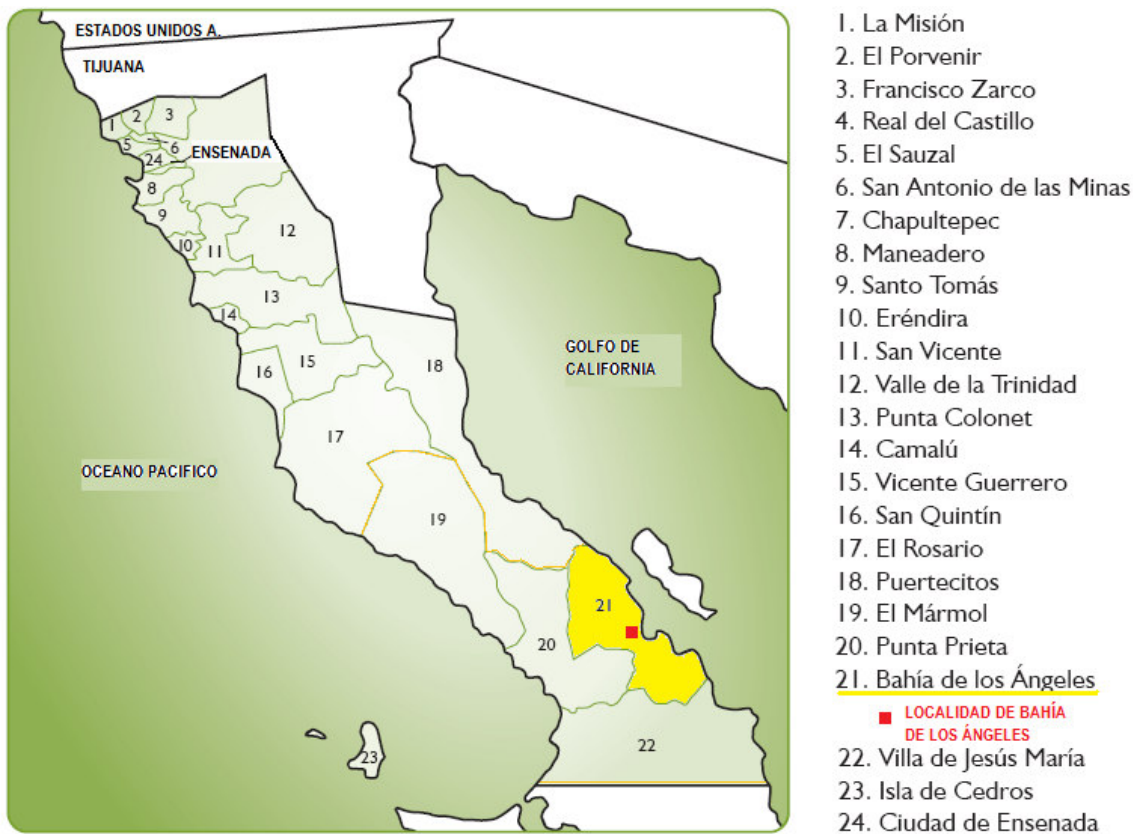 ESTADOS UNIDOS A.
TIJUANA
1
2
3
5
6
24
ENSENADA
8
9
10
11
12
13
14
15
16
17
18
GOLFO DE
CALIFORNIA
OCEANO PACIFICO
19
20
21
22
23
1. La Misión
2. El Porvenir
3. Francisco Zarco
4. Real del Castillo
5. El Sauzal
6. San Antonio de las Minas
7. Chapultepec
8. Maneadero
9. Santo Tomás
10. Eréndira
11. San Vicente
12. Valle de la Trinidad
13. Punta Colonet
14. Camalú
15. Vicente Guerrero
16. San Quintín
17. El Rosario
18. Puertecitos
19. El Mármol
20. Punta Prieta
21. Bahía de los Ángeles
LOCALIDAD DE BAHÍA
DE LOS ÁNGELES
22. Villa de Jesús María
23. Isla de Cedros
24. Ciudad de Ensenada